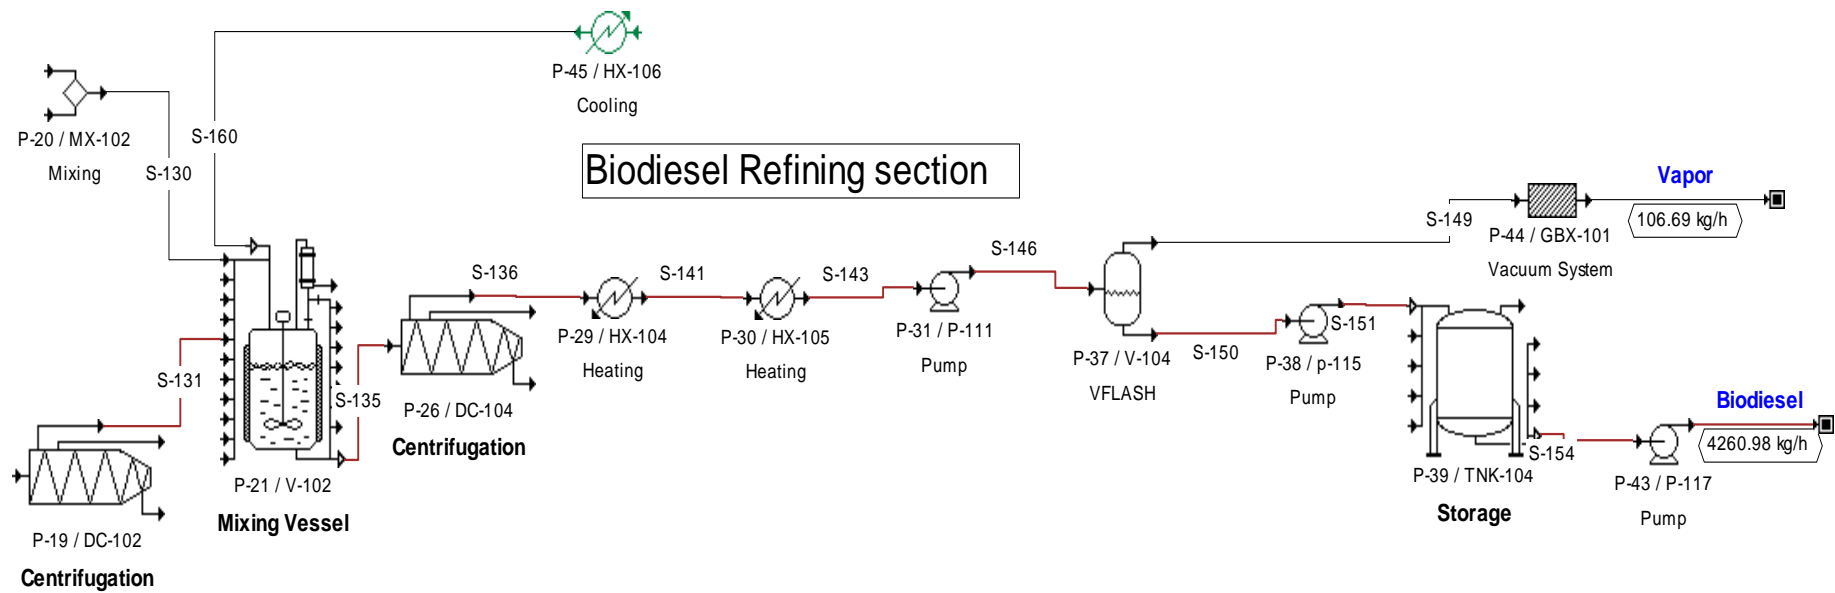 P-45 / HX-106
Cooling
P-20 / MX-102
Mixing
S-160
S-130
Biodiesel Refining section
Vapor
106.69 kg/h
S-149
P-44 / GBX-101
Vacuum System
S-136
S-141
S-143
S-146
P-29 / HX-104
Heating
P-30 / HX-105
Heating
P-31 / P-111
Pump
P-37 / V-104
VFLASH
S-150
S-151
P-38 / p-115
Pump
S-131
S-135
P-26 / DC-104
Centrifugation
Biodiesel
4260.98 kg/h
S-154
P-39 / TNK-104
Storage
P-43 / P-117
Pump
P-21 / V-102
Mixing Vessel
P-19 / DC-102
Centrifugation